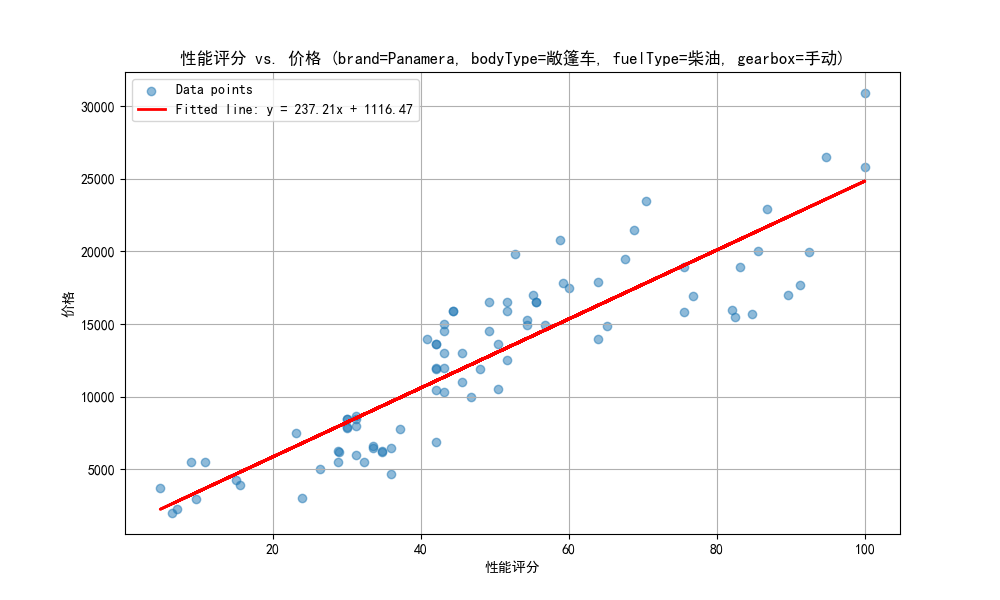 性能评分 vs. 价格 (brand=Panamera, bodyType=敞篷车, fuelType=柴油, gearbox=手动)
Data points
Fitted line: y = 237.21x + 1116.47
30000
25000
20000
15000
10000
5000
价格
20 40 60 80 100
性能评分